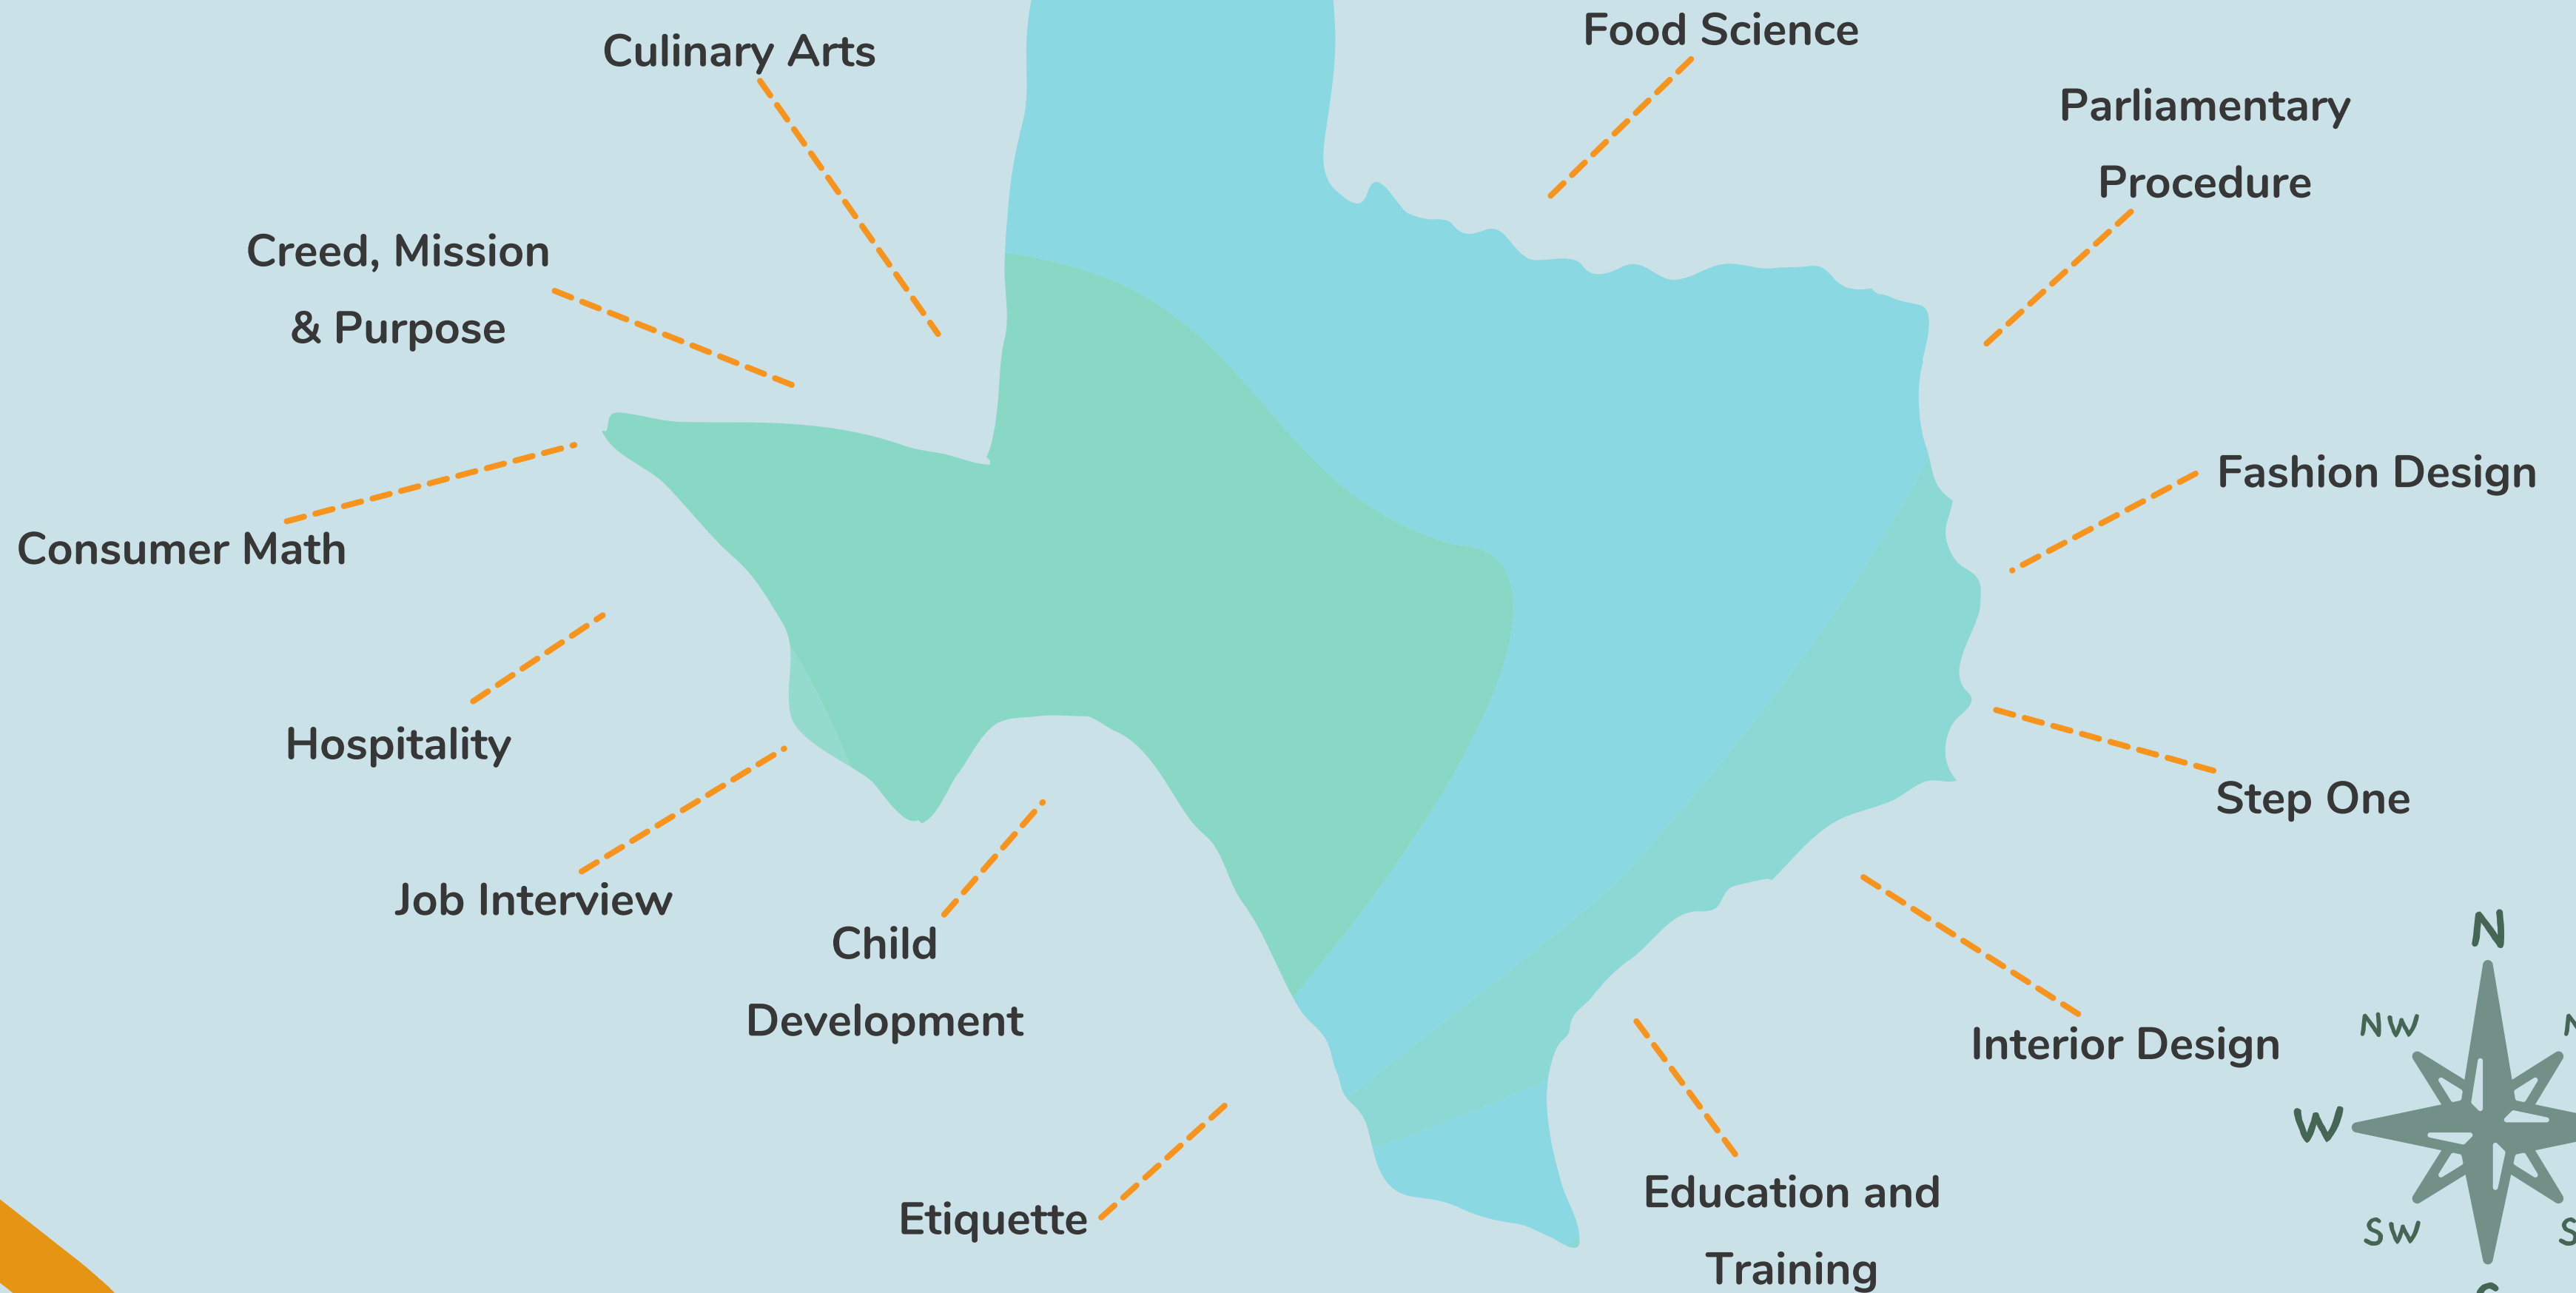 Culinary Arts
Food Science
Parliamentary
Procedure
Creed, Mission
& Purpose
Fashion Design
Consumer Math
Hospitality
Step One
Job Interview
Child
Development
Interior Design
Etiquette
Education and
Training
N
NW
W
SW